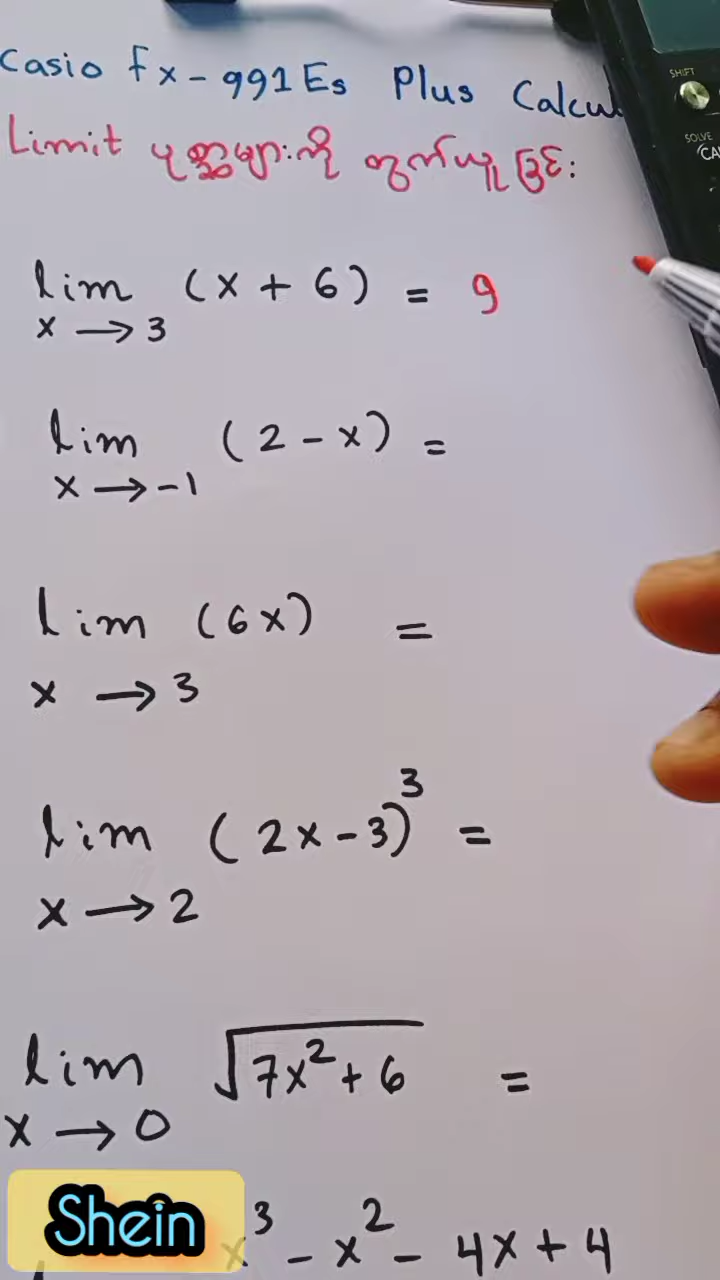 Casio fx-991Es Plus Calcu
Limit ပုစ္ဆာများကို တွက်ယူခြင်း
SHIFT
SOLVE
CA
lim (x + 6) = 9
x → 3
lim (2 - x) =
x → -1
lim (6x) =
x → 3
lim (2x - 3)³ =
x → 2
lim √(7x² + 6) =
x → 0
Shein
x³ - x² - 4x + 4